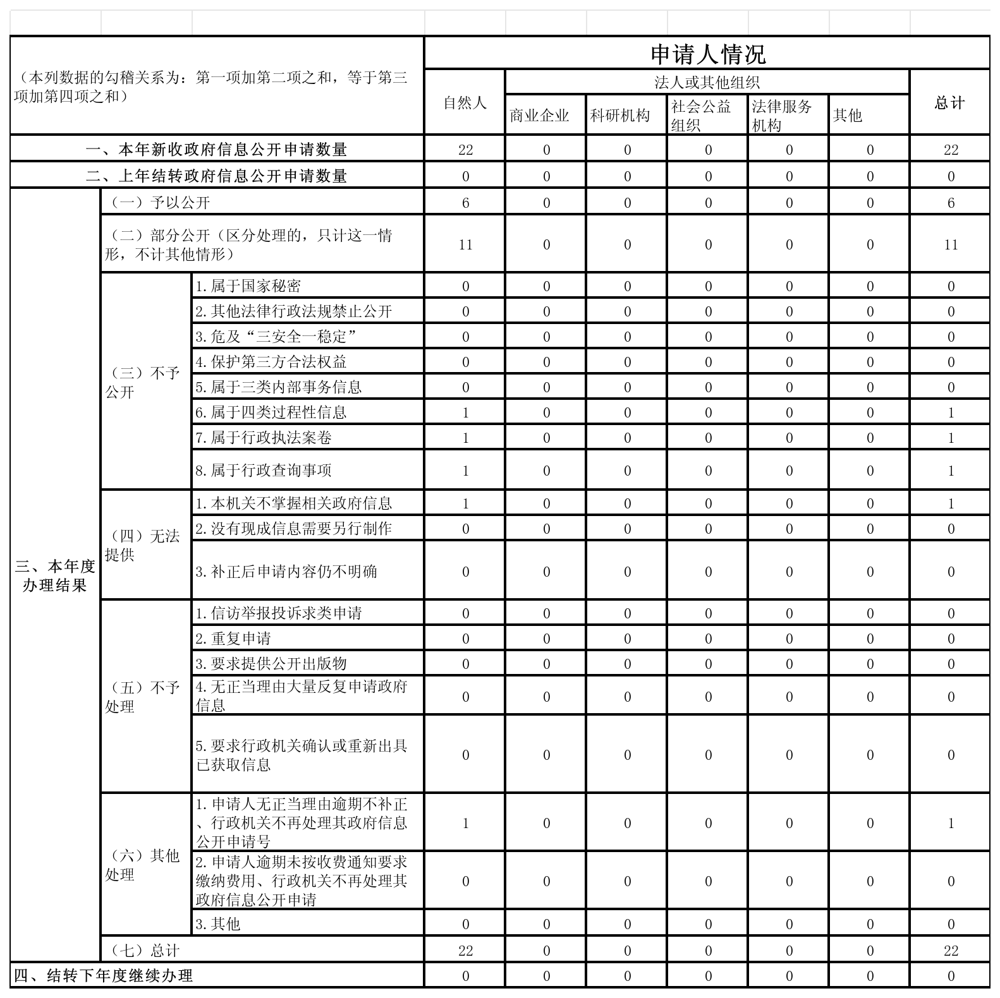 （本列数据的勾稽关系为：第一项加第二项之和，等于第三
项加第四项之和）
申请人情况
自然人
法人或其他组织
总计
商业企业
科研机构
社会公益
组织
法律服务
机构
其他
一、本年新收政府信息公开申请数量 22 0 0 0 0 0 22
二、上年结转政府信息公开申请数量 0 0 0 0 0 0 0
三、本年度
办理结果
（一）予以公开 6 0 0 0 0 0 6
（二）部分公开（区分处理的，只计这一情
形，不计其他情形） 11 0 0 0 0 0 11
（三）不予
公开
1.属于国家秘密 0 0 0 0 0 0 0
2.其他法律行政法规禁止公开 0 0 0 0 0 0 0
3.危及“三安全一稳定” 0 0 0 0 0 0 0
4.保护第三方合法权益 0 0 0 0 0 0 0
5.属于三类内部事务信息 0 0 0 0 0 0 0
6.属于四类过程性信息 1 0 0 0 0 0 1
7.属于行政执法案卷 1 0 0 0 0 0 1
8.属于行政查询事项 1 0 0 0 0 0 1
（四）无法
提供
1.本机关不掌握相关政府信息 1 0 0 0 0 0 1
2.没有现成信息需要另行制作 0 0 0 0 0 0 0
3.补正后申请内容仍不明确 0 0 0 0 0 0 0
（五）不予
处理
1.信访举报投诉求类申请 0 0 0 0 0 0 0
2.重复申请 0 0 0 0 0 0 0
3.要求提供公开出版物 0 0 0 0 0 0 0
4.无正当理由大量反复申请政府
信息 0 0 0 0 0 0 0
5.要求行政机关确认或重新出具
已获取信息 0 0 0 0 0 0 0
（六）其他
处理
1.申请人无正当理由逾期不补正
、行政机关不再处理其政府信息
公开申请号 1 0 0 0 0 0 1
2.申请人逾期未按收费通知要求
缴纳费用、行政机关不再处理其
政府信息公开申请 0 0 0 0 0 0 0
3.其他 0 0 0 0 0 0 0
（七）总计 22 0 0 0 0 0 22
四、结转下年度继续办理 0 0 0 0 0 0 0